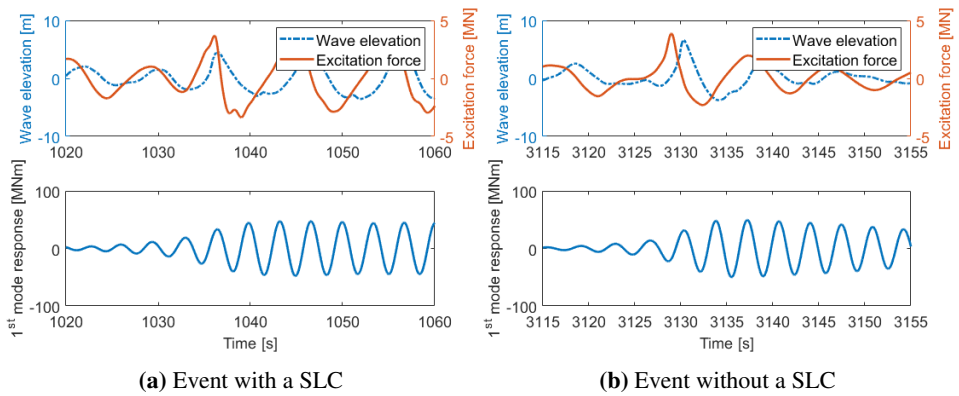 10
0
-10
Wave elevation [m]
5
0
-5
Excitation force [MN]
Wave elevation
Excitation force
1020 1030 1040 1050 1060
100
0
-100
1st mode response [MNm]
1020 1030 1040 1050 1060
Time [s]
(a) Event with a SLC
10
0
-10
Wave elevation [m]
5
0
-5
Excitation force [MN]
Wave elevation
Excitation force
3115 3120 3125 3130 3135 3140 3145 3150 3155
100
0
-100
1st mode response [MNm]
3115 3120 3125 3130 3135 3140 3145 3150 3155
Time [s]
(b) Event without a SLC